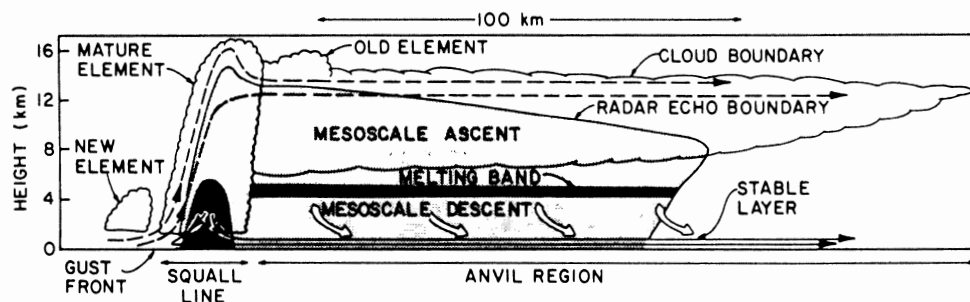 100 km
16
12
8
4
0
HEIGHT (km)
MATURE
ELEMENT
OLD ELEMENT
CLOUD BOUNDARY
RADAR ECHO BOUNDARY
MESOSCALE ASCENT
NEW
ELEMENT
MELTING BAND
MESOSCALE DESCENT
STABLE
LAYER
GUST
FRONT
SQUALL
LINE
ANVIL REGION